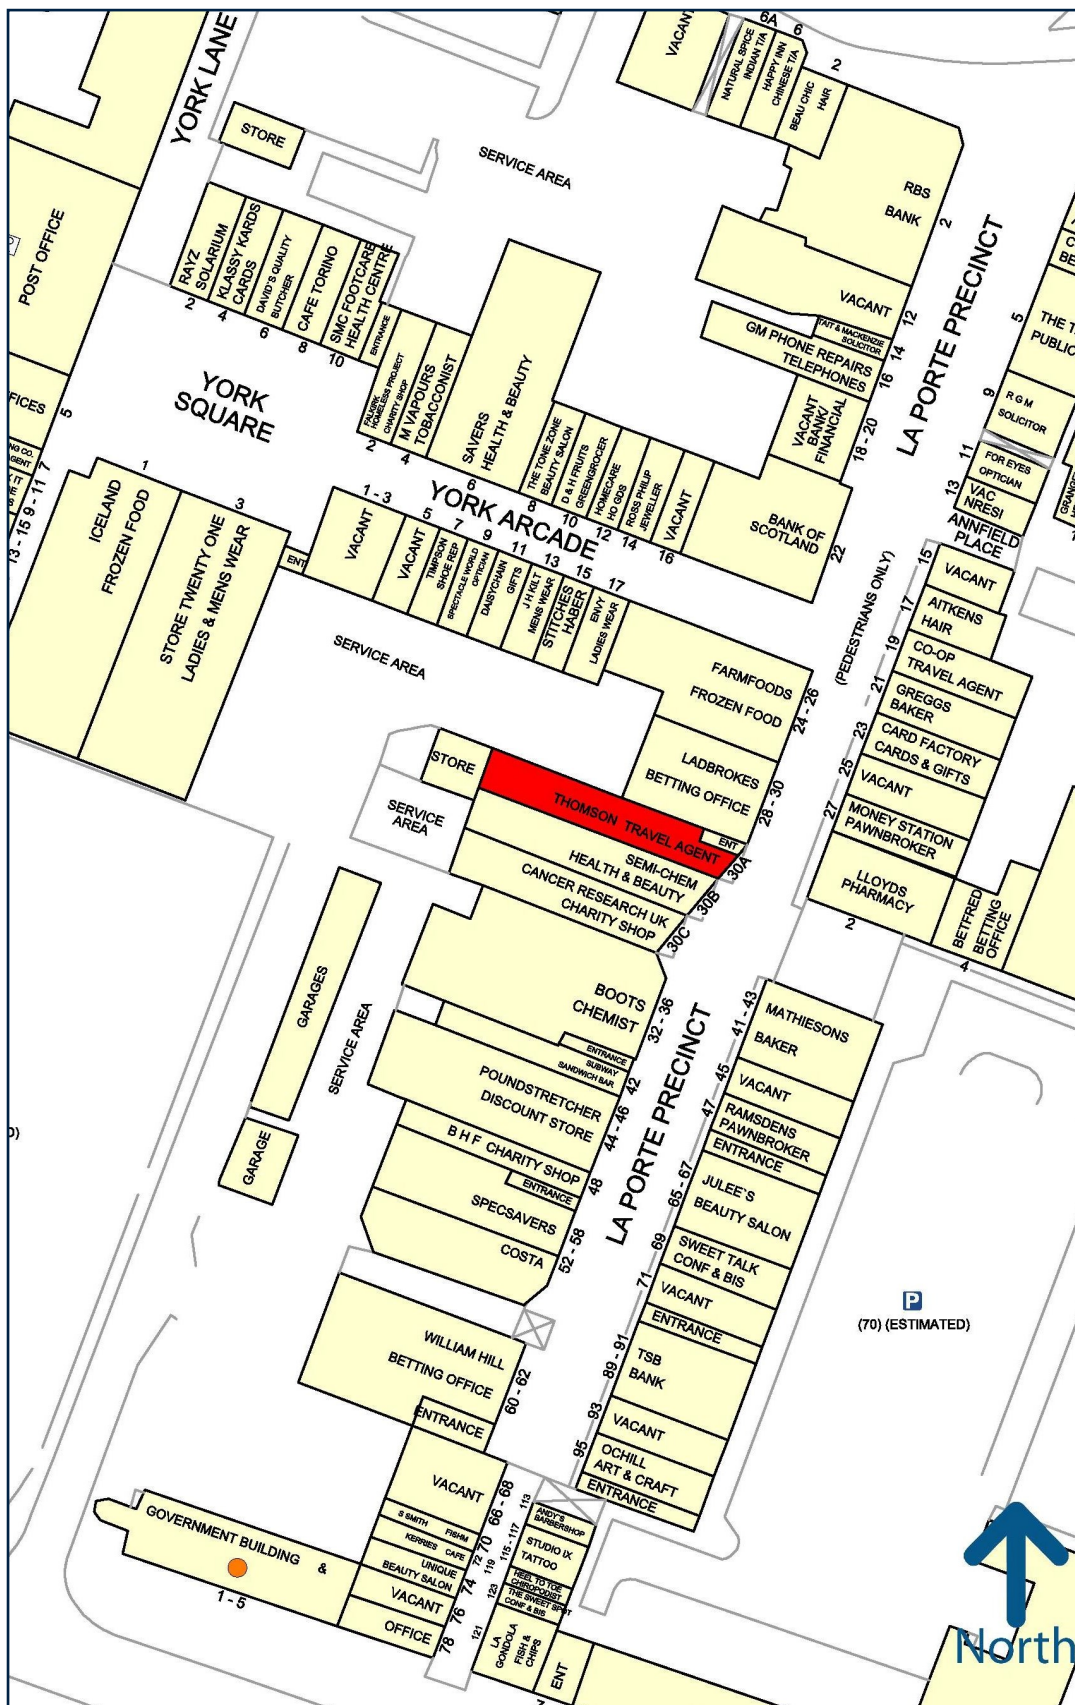 YORK LANE
STORE
SERVICE AREA
VACANT
6A
6
2
NATURAL SPICE
INDIAN T/A
HAPPY INN
CHINESE T/A
BEAU CHIC
HAIR
RBS
BANK
2
VACANT
12
TAIT & MACKENZIE
SOLICITOR
14
GM PHONE REPAIRS
TELEPHONES
16
VACANT
BANK/
FINANCIAL
18 - 20
BANK OF
SCOTLAND
22
LA PORTE PRECINCT
(PEDESTRIANS ONLY)
5
9
R G M
SOLICITOR
11
FOR EYES
OPTICIAN
13
VAC
NRESI
ANNFIELD
PLACE
POST OFFICE
5
7
13 - 15
9 - 11
RAYZ
SOLARIUM
2
KLASSY KARDS
CARDS
4
DAVID'S QUALITY
BUTCHER
6
CAFE TORINO
8
SMC FOOTCARE
HEALTH CENTRE
10
ENTRANCE
YORK
SQUARE
FALKIRK
HOMELESS PROJECT
CHARITY SHOP
2
M VAPOURS
TOBACCONIST
4
SAVERS
HEALTH & BEAUTY
6
THE TONE ZONE
BEAUTY SALON
8
D & H FRUITS
GREENGROCER
10
HOMECARE
HO GDS
12
ROSS PHILIP
JEWELLER
14
VACANT
16
YORK ARCADE
1
ICELAND
FROZEN FOOD
3
STORE TWENTY ONE
LADIES & MENS WEAR
ENT
1 - 3
VACANT
5
VACANT
7
TIMPSON
SHOE REP
9
SPECTACLE WORLD
OPTICIAN
11
DAISYCHAIN
GIFTS
13
J H KILT
MENS WEAR
15
STITCHES
HABER
17
ENVY
LADIES WEAR
SERVICE AREA
FARMFOODS
FROZEN FOOD
24 - 26
LADBROKES
BETTING OFFICE
28 - 30
STORE
THOMSON TRAVEL AGENT
ENT
30A
SERVICE
AREA
SEMI-CHEM
HEALTH & BEAUTY
30B
CANCER RESEARCH UK
CHARITY SHOP
30C
15
VACANT
17
AITKENS
HAIR
19
CO-OP
TRAVEL AGENT
21
GREGGS
BAKER
23
CARD FACTORY
CARDS & GIFTS
25
VACANT
27
MONEY STATION
PAWNBROKER
LLOYDS
PHARMACY
2
BETFRED
BETTING
OFFICE
4
GARAGES
SERVICE AREA
GARAGE
BOOTS
CHEMIST
32 - 36
ENTRANCE
SUBWAY
SANDWICH BAR
42
POUNDSTRETCHER
DISCOUNT STORE
44 - 46
B H F CHARITY SHOP
48
ENTRANCE
SPECSAVERS
COSTA
52 - 58
LA PORTE PRECINCT
41 - 43
MATHIESONS
BAKER
45
VACANT
47
RAMSDENS
PAWNBROKER
ENTRANCE
65 - 67
JULEE'S
BEAUTY SALON
69
SWEET TALK
CONF & BIS
71
VACANT
ENTRANCE
89 - 91
TSB
BANK
93
VACANT
95
OCHILL
ART & CRAFT
ENTRANCE
P
(70) (ESTIMATED)
WILLIAM HILL
BETTING OFFICE
60 - 62
ENTRANCE
VACANT
66 - 68
S SMITH FISHM
70
KERRIES CAFE
72
UNIQUE
BEAUTY SALON
74
VACANT
76
OFFICE
78
GOVERNMENT BUILDING &
1 - 5
113
ANDY'S
BARBERSHOP
115 - 117
STUDIO IX
TATTOO
119
HEEL TO TOE
CHIROPODIST
123
THE SWEET SPOT
CONF & BIS
121
LA
GONDOLA
FISH &
CHIPS
ENT
North